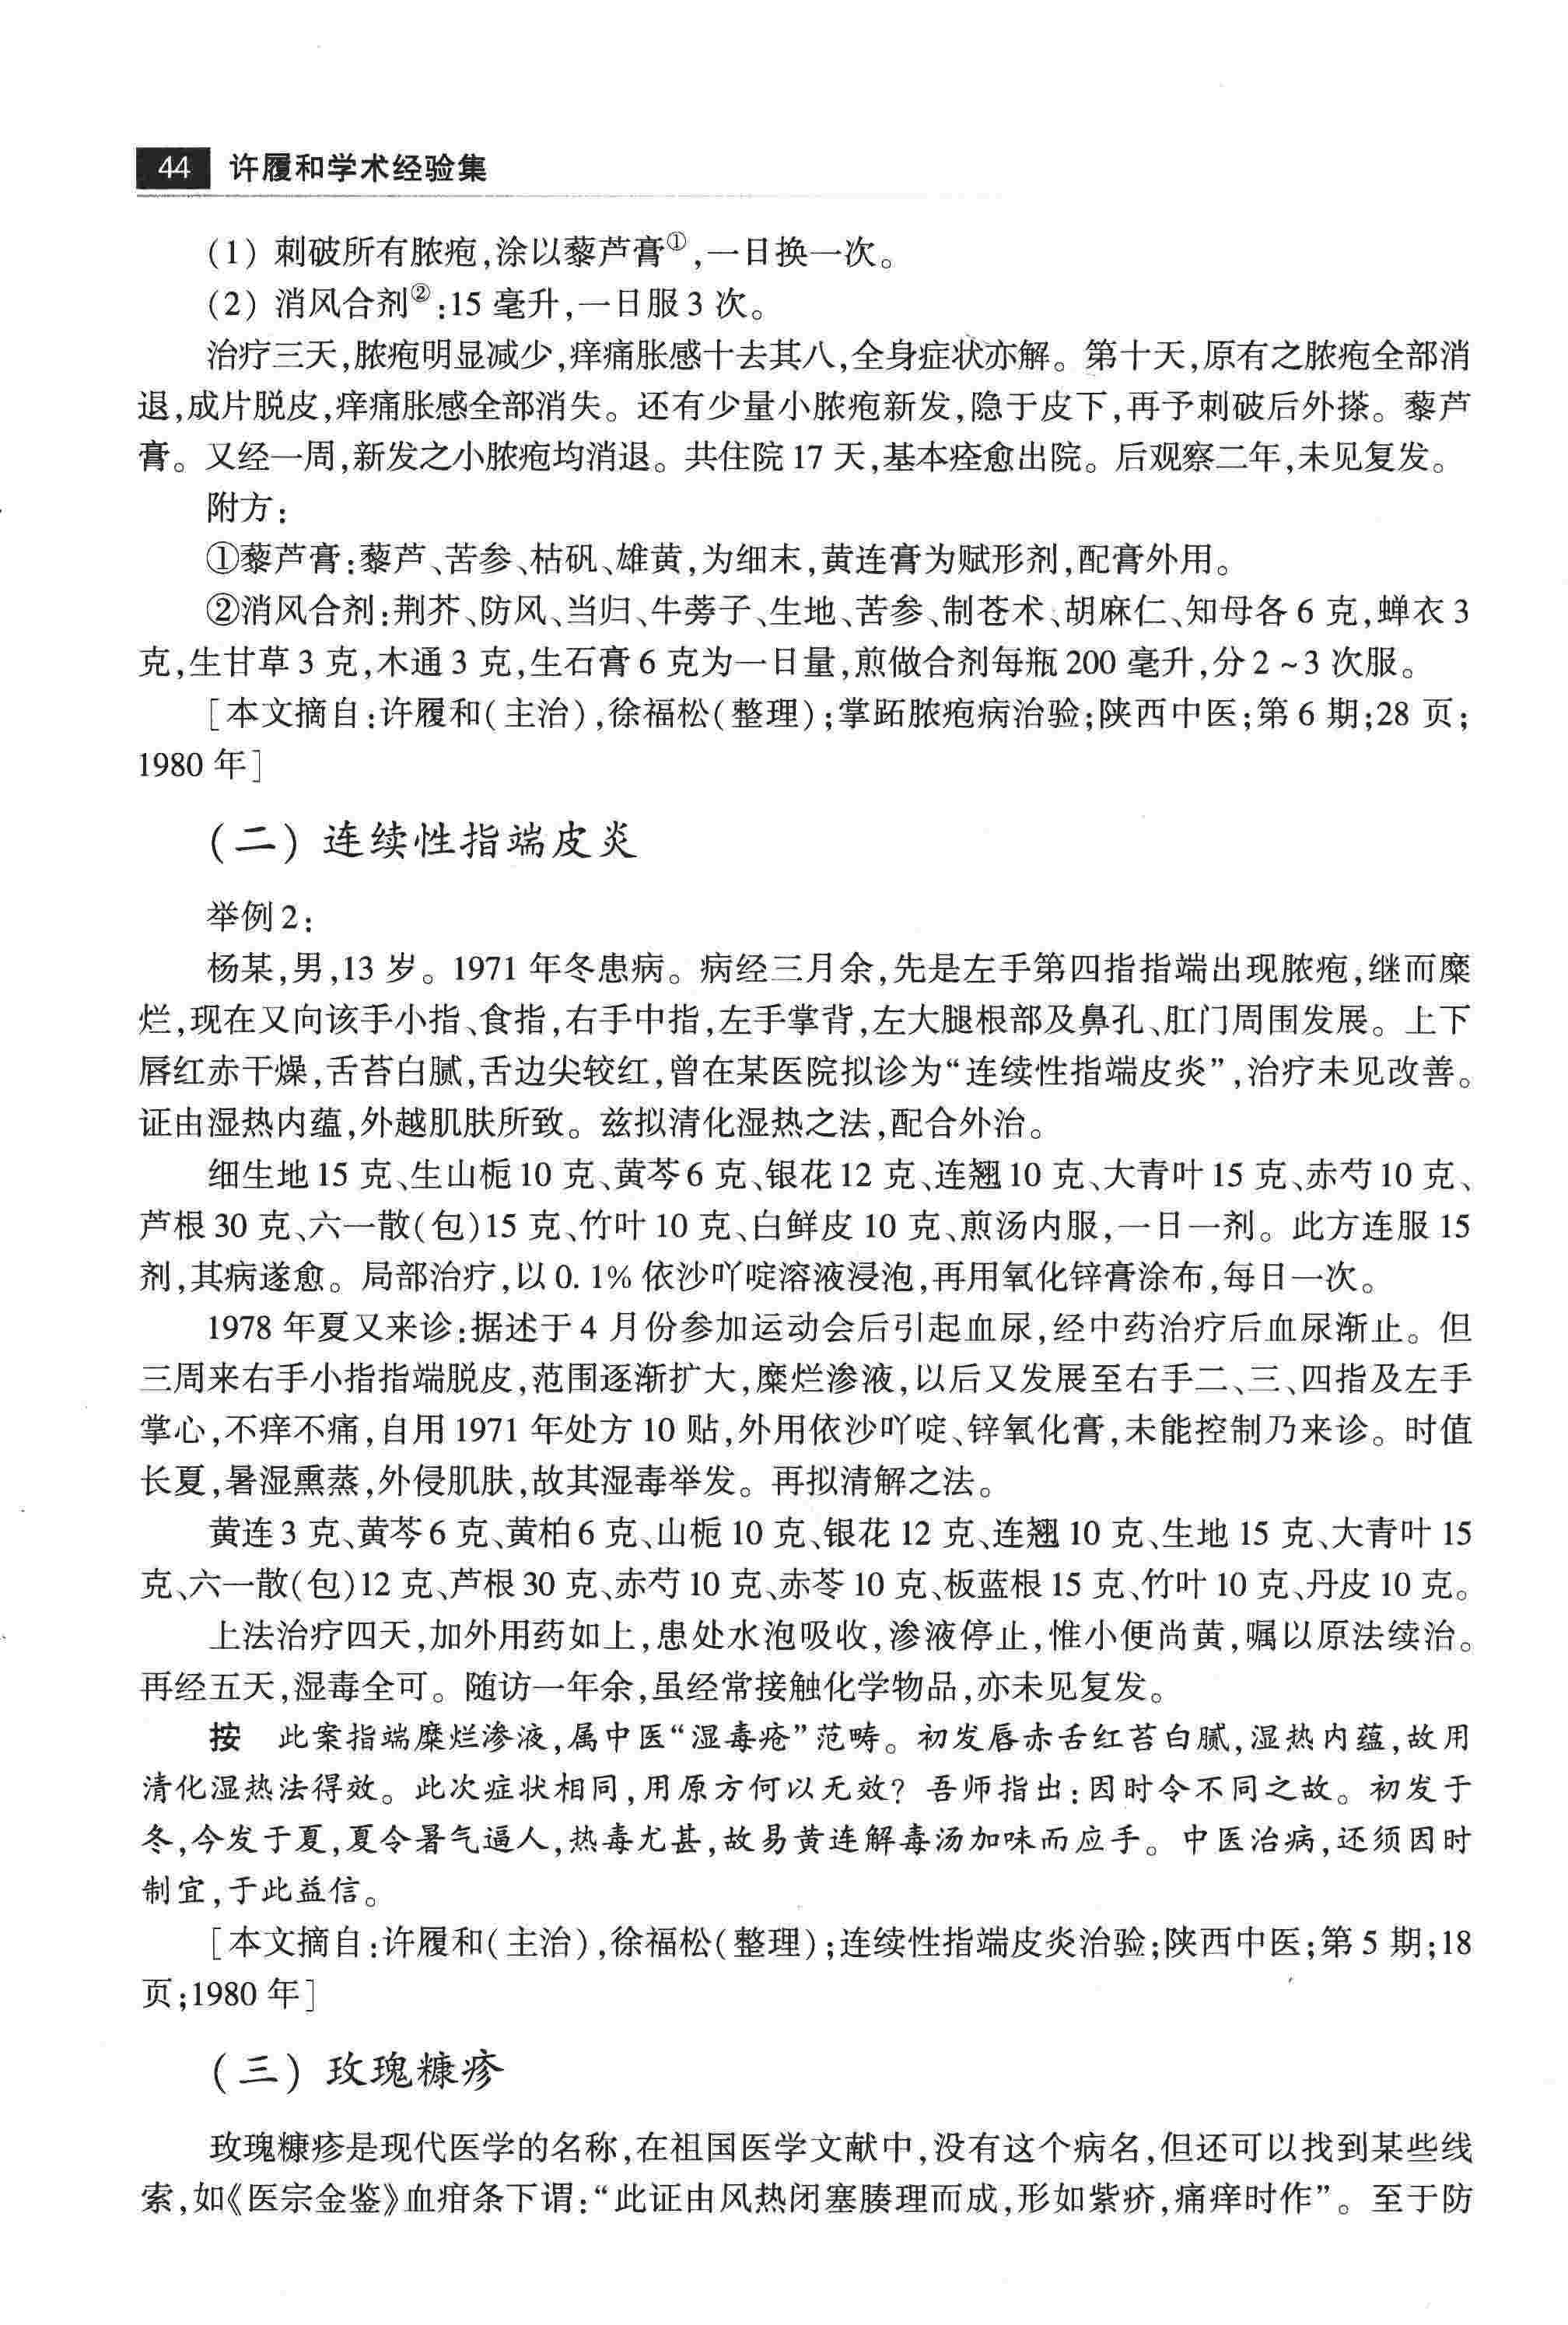 44 许履和学术经验集
(1) 刺破所有脓疱,涂以藜芦膏①,一日换一次。
(2) 消风合剂②:15 毫升,一日服 3 次。
治疗三天,脓疱明显减少,痒痛胀感十去其八,全身症状亦解。第十天,原有之脓疱全部消
退,成片脱皮,痒痛胀感全部消失。还有少量小脓疱新发,隐于皮下,再予刺破后外搽。藜芦
膏。又经一周,新发之小脓疱均消退。共住院 17 天,基本痊愈出院。后观察二年,未见复发。
附方:
①藜芦膏:藜芦、苦参、枯矾、雄黄,为细末,黄连膏为赋形剂,配膏外用。
②消风合剂:荆芥、防风、当归、牛蒡子、生地、苦参、制苍术、胡麻仁、知母各 6 克,蝉衣 3
克,生甘草 3 克,木通 3 克,生石膏 6 克为一日量,煎做合剂每瓶 200 毫升,分 2～3 次服。
[本文摘自:许履和(主治),徐福松(整理);掌跖脓疱病治验;陕西中医;第 6 期;28 页;
1980 年]
(二) 连续性指端皮炎
举例 2:
杨某,男,13 岁。1971 年冬患病。病经三月余,先是左手第四指指端出现脓疱,继而糜
烂,现在又向该手小指、食指,右手中指,左手掌背,左大腿根部及鼻孔、肛门周围发展。上下
唇红赤干燥,舌苔白腻,舌边尖较红,曾在某医院拟诊为“连续性指端皮炎”,治疗未见改善。
证由湿热内蕴,外越肌肤所致。兹拟清化湿热之法,配合外治。
细生地 15 克、生山栀 10 克、黄芩 6 克、银花 12 克、连翘 10 克、大青叶 15 克、赤芍 10 克、
芦根 30 克、六一散(包)15 克、竹叶 10 克、白鲜皮 10 克、煎汤内服,一日一剂。此方连服 15
剂,其病遂愈。局部治疗,以 0.1% 依沙吖啶溶液浸泡,再用氧化锌膏涂布,每日一次。
1978 年夏又来诊:据述于 4 月份参加运动会后引起血尿,经中药治疗后血尿渐止。但
三周来右手小指指端脱皮,范围逐渐扩大,糜烂渗液,以后又发展至右手二、三、四指及左手
掌心,不痒不痛,自用 1971 年处方 10 贴,外用依沙吖啶、锌氧化膏,未能控制乃来诊。时值
长夏,暑湿熏蒸,外侵肌肤,故其湿毒举发。再拟清解之法。
黄连 3 克、黄芩 6 克、黄柏 6 克、山栀 10 克、银花 12 克、连翘 10 克、生地 15 克、大青叶 15
克、六一散(包)12 克、芦根 30 克、赤芍 10 克、赤苓 10 克、板蓝根 15 克、竹叶 10 克、丹皮 10 克。
上法治疗四天,加外用药如上,患处水泡吸收,渗液停止,惟小便尚黄,嘱以原法续治。
再经五天,湿毒全可。随访一年余,虽经常接触化学物品,亦未见复发。
按 此案指端糜烂渗液,属中医“湿毒疮”范畴。初发唇赤舌红苔白腻,湿热内蕴,故用
清化湿热法得效。此次症状相同,用原方何以无效? 吾师指出:因时令不同之故。初发于
冬,今发于夏,夏令暑气逼人,热毒尤甚,故易黄连解毒汤加味而应手。中医治病,还须因时
制宜,于此益信。
[本文摘自:许履和(主治),徐福松(整理);连续性指端皮炎治验;陕西中医;第 5 期;18
页;1980 年]
(三) 玫瑰糠疹
玫瑰糠疹是现代医学的名称,在祖国医学文献中,没有这个病名,但还可以找到某些线
索,如《医宗金鉴》血疳条下谓:“此证由风热闭塞腠理而成,形如紫疥,痛痒时作”。至于防